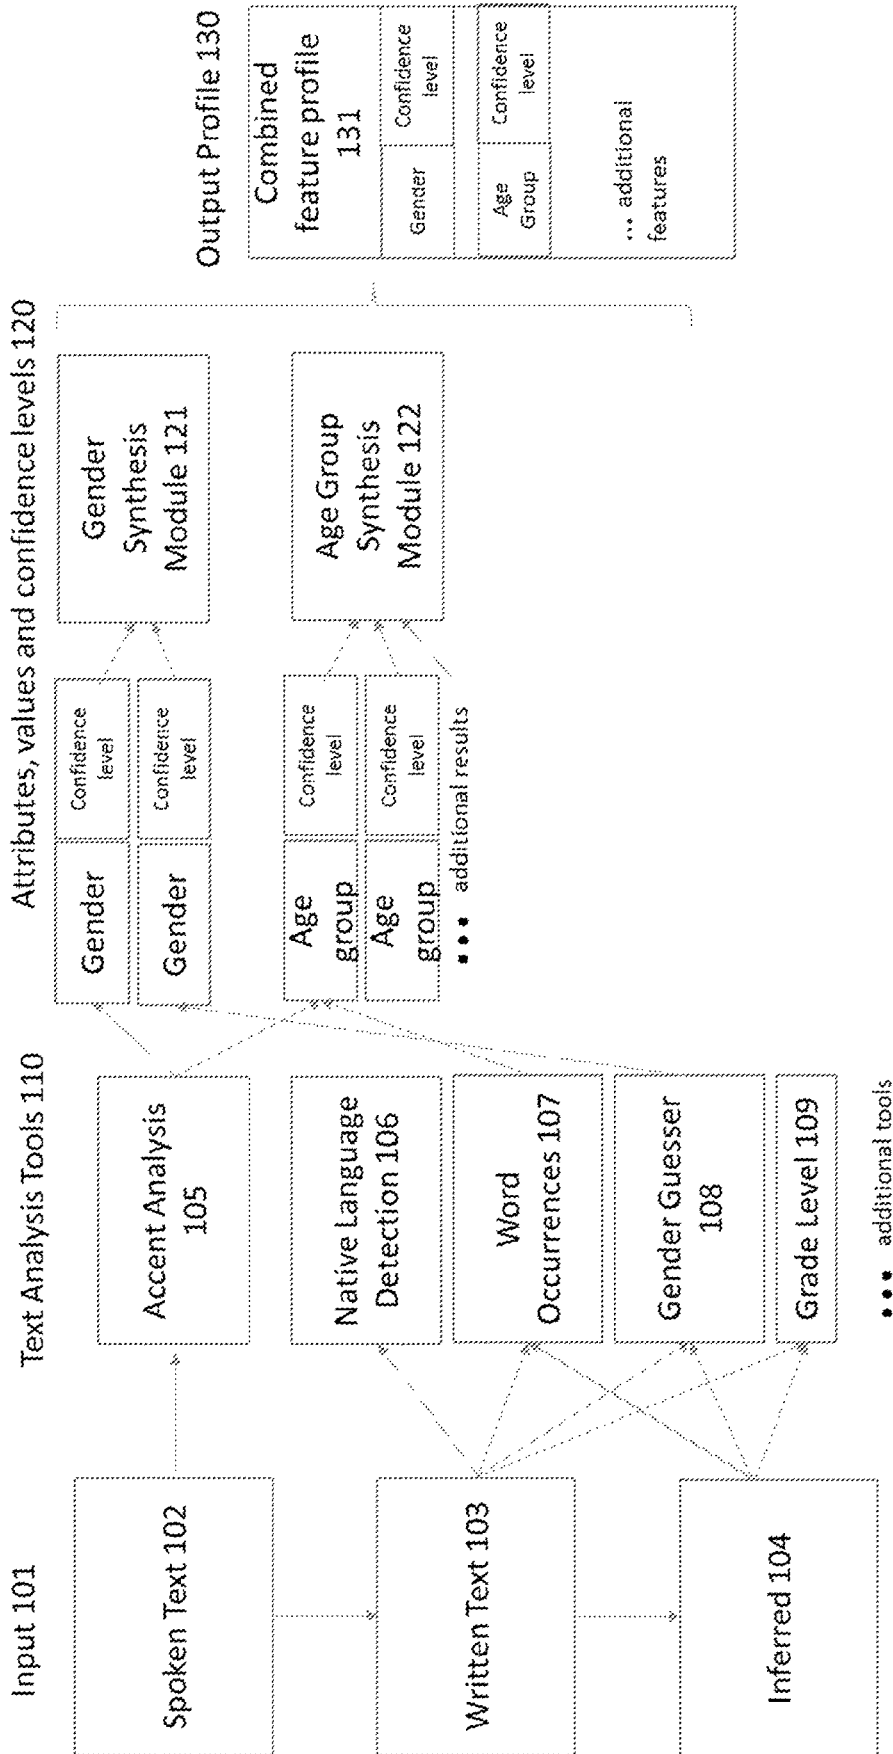 Input 101
Spoken Text 102
Written Text 103
Inferred 104
Text Analysis Tools 110
Accent Analysis
105
Native Language
Detection 106
Word
Occurrences 107
Gender Guesser
108
Grade Level 109
••• additional tools
Attributes, values and confidence levels 120
Gender
Confidence
level
Gender
Confidence
level
Age
group
Confidence
level
Age
group
Confidence
level
••• additional results
Gender
Synthesis
Module 121
Age Group
Synthesis
Module 122
Output Profile 130
Combined
feature profile
131
Gender
Confidence
level
Age
Group
Confidence
level
... additional
features